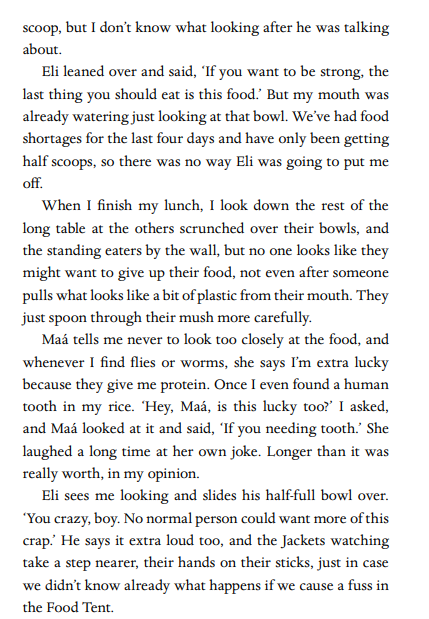 scoop, but I don’t know what looking after he was talking
about.
Eli leaned over and said, ‘If you want to be strong, the
last thing you should eat is this food.’ But my mouth was
already watering just looking at that bowl. We’ve had food
shortages for the last four days and have only been getting
half scoops, so there was no way Eli was going to put me
off.
When I finish my lunch, I look down the rest of the
long table at the others scrunched over their bowls, and
the standing eaters by the wall, but no one looks like they
might want to give up their food, not even after someone
pulls what looks like a bit of plastic from their mouth. They
just spoon through their mush more carefully.
Maá tells me never to look too closely at the food, and
whenever I find flies or worms, she says I’m extra lucky
because they give me protein. Once I even found a human
tooth in my rice. ‘Hey, Maá, is this lucky too?’ I asked,
and Maá looked at it and said, ‘If you needing tooth.’ She
laughed a long time at her own joke. Longer than it was
really worth, in my opinion.
Eli sees me looking and slides his half-full bowl over.
‘You crazy, boy. No normal person could want more of this
crap.’ He says it extra loud too, and the Jackets watching
take a step nearer, their hands on their sticks, just in case
we didn’t know already what happens if we cause a fuss in
the Food Tent.